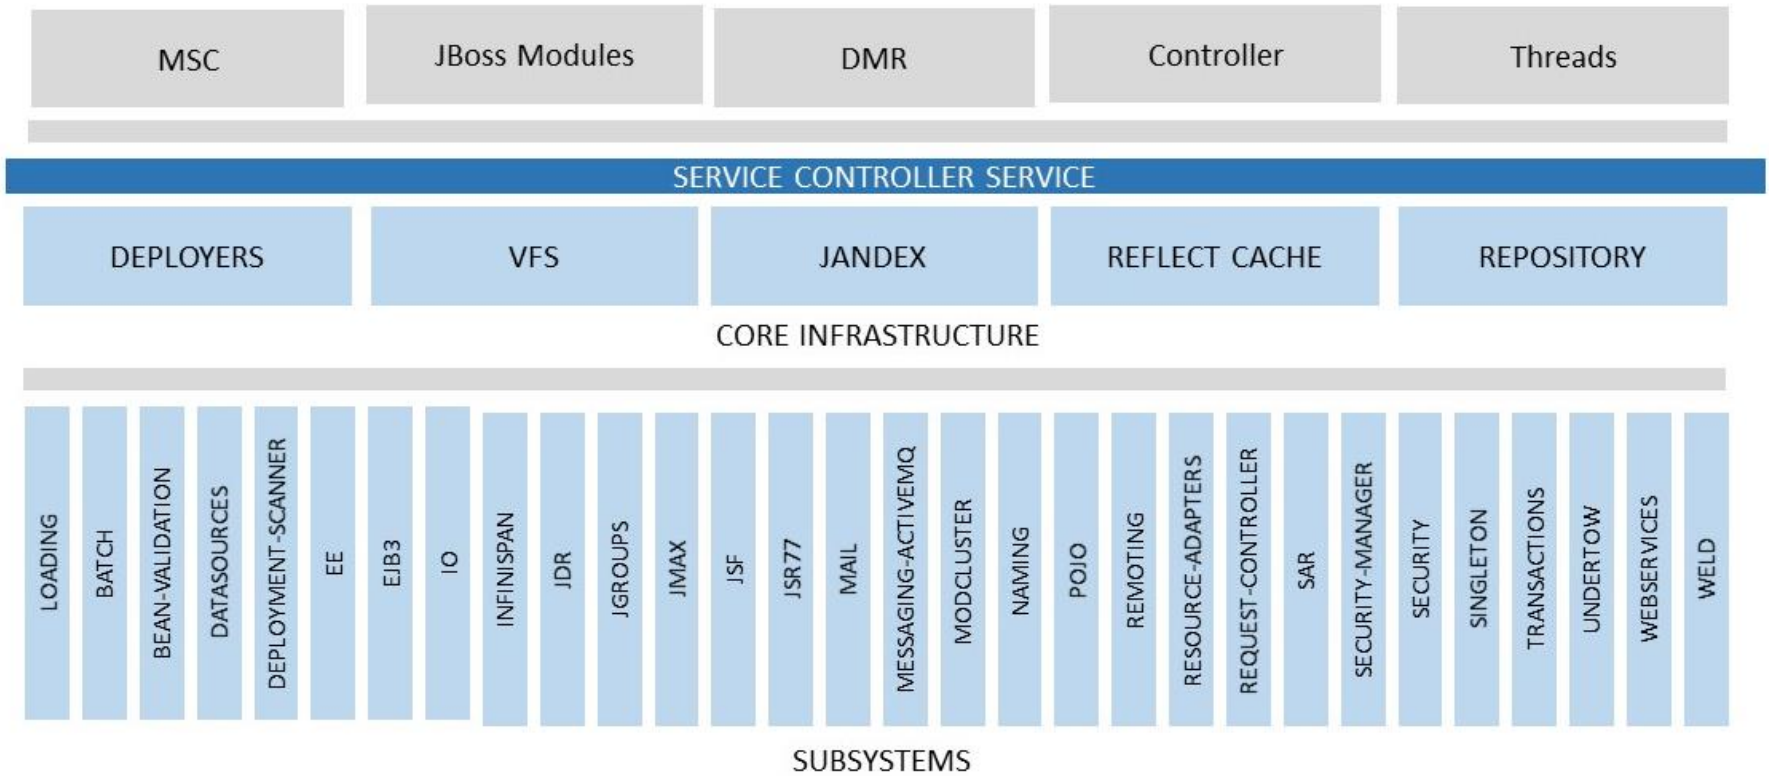 MSC
JBoss Modules
DMR
Controller
Threads
SERVICE CONTROLLER SERVICE
DEPLOYERS
VFS
JANDEX
REFLECT CACHE
REPOSITORY
CORE INFRASTRUCTURE
LOADING
BATCH
BEAN-VALIDATION
DATASOURCES
DEPLOYMENT-SCANNER
EE
EJB3
IO
INFINISPAN
JDR
JGROUPS
JMAX
JSF
JSR77
MAIL
MESSAGING-ACTIVEMQ
MODCLUSTER
NAMING
POJO
REMOTING
RESOURCE-ADAPTERS
REQUEST-CONTROLLER
SAR
SECURITY-MANAGER
SECURITY
SINGLETON
TRANSACTIONS
UNDERTOW
WEBSERVICES
WELD
SUBSYSTEMS